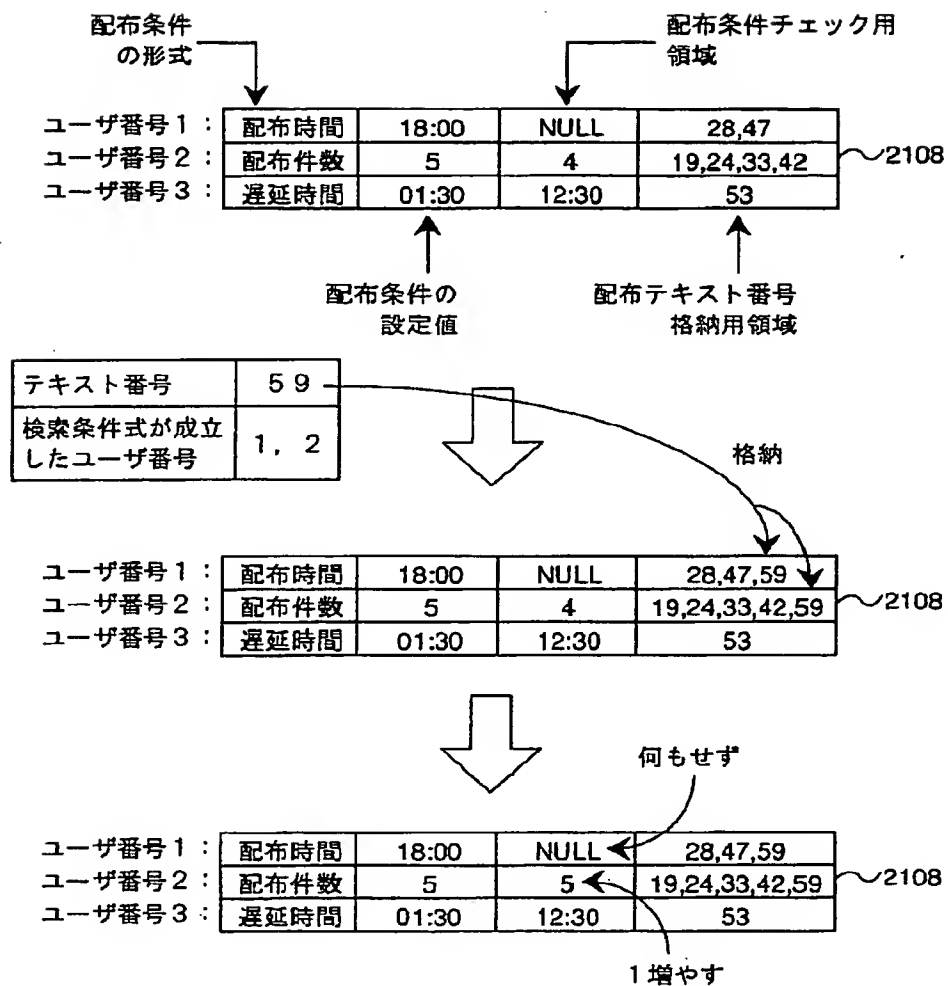 配布条件
の形式
配布条件チェック用
領域
ユーザ番号1: 配布時間 18:00 NULL 28,47
ユーザ番号2: 配布件数 5 4 19,24,33,42 2108
ユーザ番号3: 遅延時間 01:30 12:30 53
配布条件の
設定値
配布テキスト番号
格納用領域
テキスト番号 59
検索条件式が成立
したユーザ番号 1, 2
格納
ユーザ番号1: 配布時間 18:00 NULL 28,47,59
ユーザ番号2: 配布件数 5 4 19,24,33,42,59 2108
ユーザ番号3: 遅延時間 01:30 12:30 53
何もせず
ユーザ番号1: 配布時間 18:00 NULL 28,47,59
ユーザ番号2: 配布件数 5 5 19,24,33,42,59 2108
ユーザ番号3: 遅延時間 01:30 12:30 53
1増やす